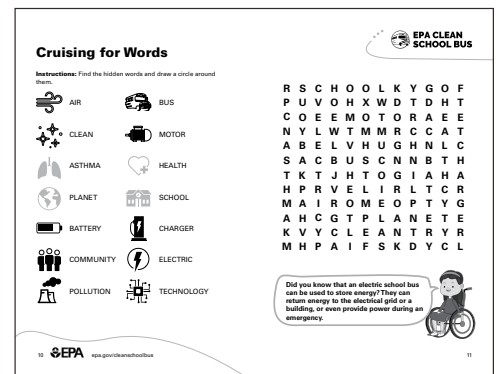 Cruising for Words
Instructions: Find the hidden words and draw a circle around
them.
AIR
BUS
CLEAN
MOTOR
ASTHMA
HEALTH
PLANET
SCHOOL
BATTERY
CHARGER
COMMUNITY
ELECTRIC
POLLUTION
TECHNOLOGY
10
EPA
epa.gov/cleanschoolbus
EPA CLEAN
SCHOOL BUS
R S C H O O L K Y G O F
P U V O H X W D T D H T
C O E E M O T O R A E E
N Y L W T M M R C C A T
A B E L V H U G H N L C
S A C B U S C N N B T H
T K T J H T O G I A H A
H P R V E L I R L T C R
M A I R O M E O P T Y G
A H C G T P L A N E T E
K V Y C L E A N T R Y R
M H P A I F S K D Y C L
Did you know that an electric school bus
can be used to store energy? They can
return energy to the electrical grid or a
building, or even provide power during an
emergency.
11